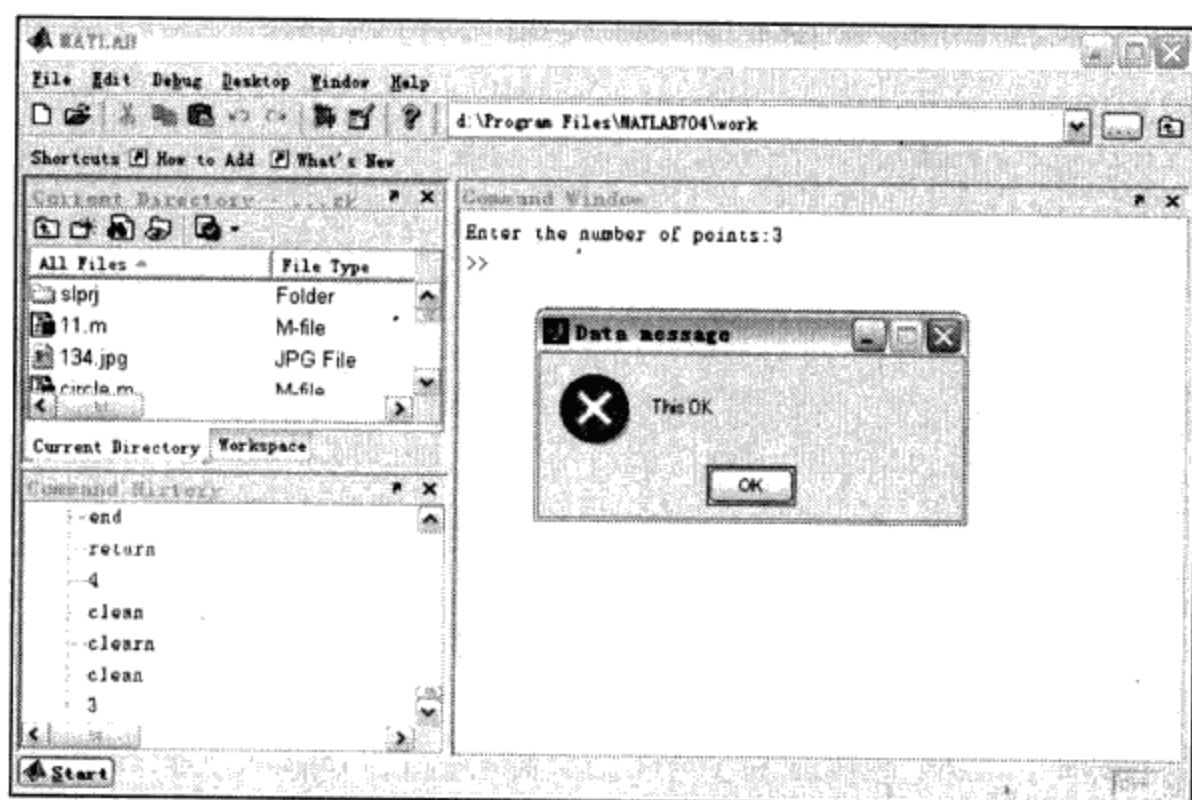 MATLAB
File Edit Debug Desktop Window Help
d:\Program Files\MATLAB704\work
Shortcuts How to Add What's New
Current Directory - ...rk
All Files File Type
slprj Folder
11.m M-file
134.jpg JPG File
circle.m M-file
Current Directory Workspace
Command History
end
return
4
clean
clearn
clean
3
Command Window
Enter the number of points:3
>>
Data message
This OK
OK
Start